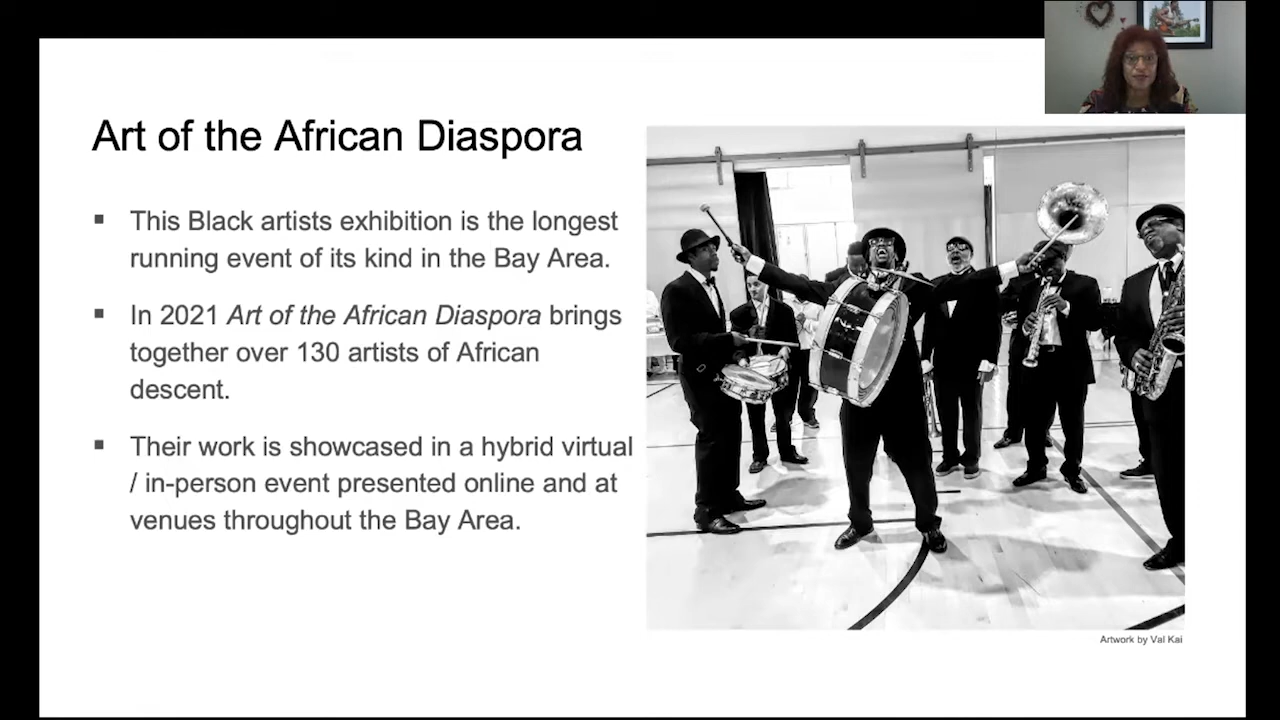 Art of the African Diaspora
▪ This Black artists exhibition is the longest
running event of its kind in the Bay Area.
▪ In 2021 Art of the African Diaspora brings
together over 130 artists of African
descent.
▪ Their work is showcased in a hybrid virtual
/ in-person event presented online and at
venues throughout the Bay Area.
Artwork by Val Kai